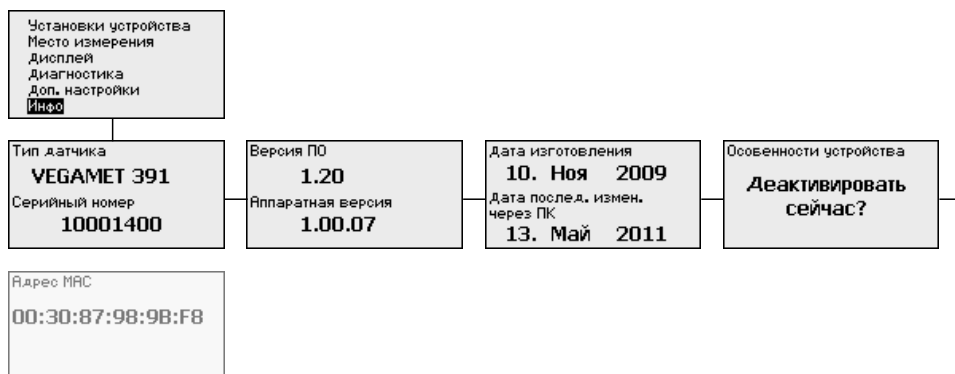 Установки устройства
Место измерения
Дисплей
Диагностика
Доп. настройки
Инфо
Тип датчика
VEGAMET 391
Серийный номер
10001400
Версия ПО
1.20
Аппаратная версия
1.00.07
Дата изготовления
10. Ноя 2009
Дата послед. измен.
через ПК
13. Май 2011
Особенности устройства
Деактивировать
сейчас?
Адрес MAC
00:30:87:98:9B:F8